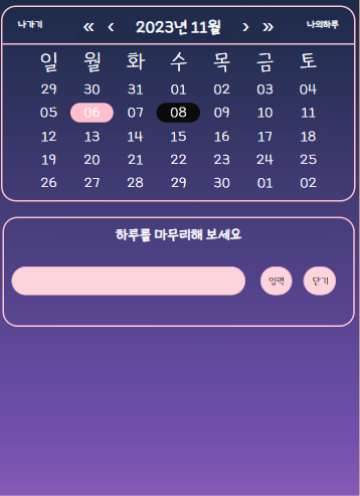 나가기 « ‹ 2023년 11월 › » 나의하루
일 월 화 수 목 금 토
29 30 31 01 02 03 04
05 06 07 08 09 10 11
12 13 14 15 16 17 18
19 20 21 22 23 24 25
26 27 28 29 30 01 02
하루를 마무리해 보세요
입력 닫기